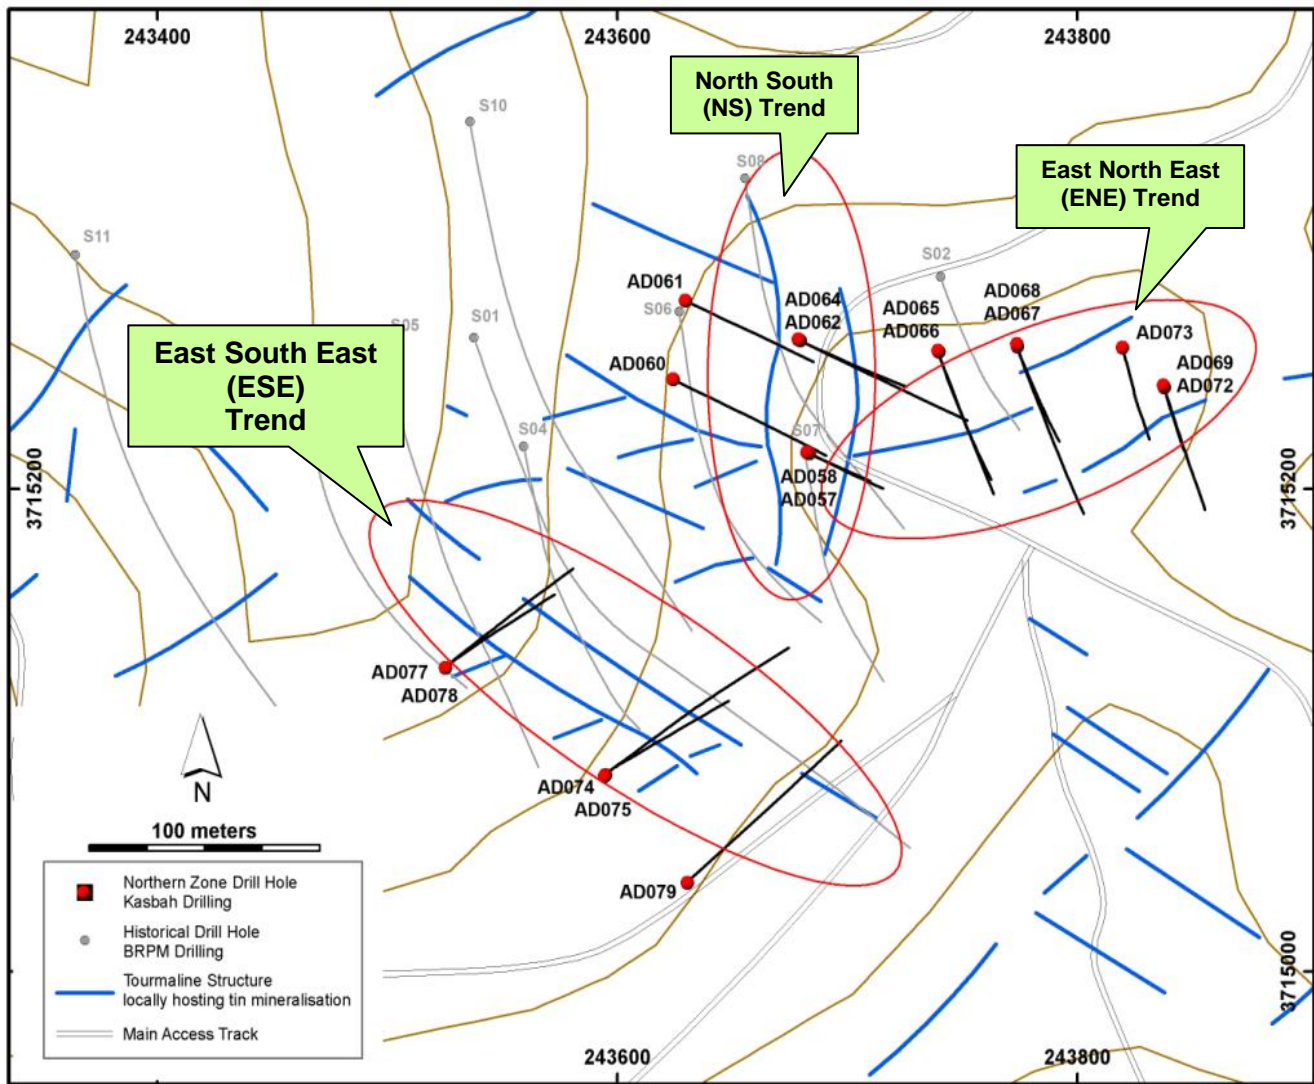 243400
243600
243800
North South
(NS) Trend
S10
S08
East North East
(ENE) Trend
S11
S02
AD061
AD064
AD062
AD065
AD066
AD068
AD067
S06
S01
S05
AD073
East South East
(ESE)
Trend
AD060
AD069
AD072
S04
S07
3715200
AD058
AD057
3715200
AD077
AD078
N
AD074
AD075
100 meters
AD079
Northern Zone Drill Hole
Kasbah Drilling
Historical Drill Hole
BRPM Drilling
Tourmaline Structure
locally hosting tin mineralisation
Main Access Track
3715000
243600
243800